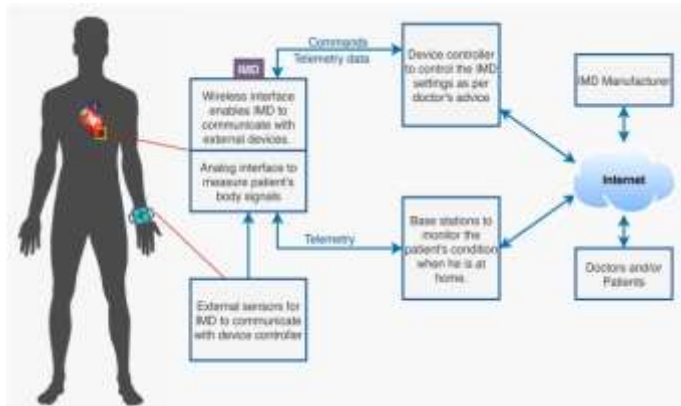 Commands
Telemetry data
IMD
Wireless interface
enables IMD to
communicate with
external devices.
Analog interface to
measure patient's
body signals
Device controller
to control the IMD
settings as per
doctor's advice
IMD Manufacturer
Internet
Telemetry
Base stations to
monitor the
patient's condition
when he is at
home.
Doctors and/or
Patients
External sensors for
IMD to communicate
with device controller